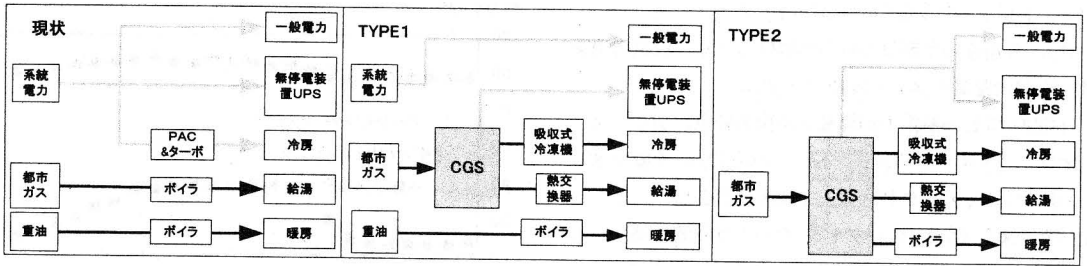 現状
一般電力
系統
電力
無停電装
置UPS
PAC
&ターボ
冷房
都市
ガス
ボイラ
給湯
重油
ボイラ
暖房
TYPE1
一般電力
系統
電力
無停電装
置UPS
吸収式
冷凍機
冷房
都市
ガス
CGS
熱交
換器
給湯
重油
ボイラ
暖房
TYPE2
一般電力
無停電装
置UPS
吸収式
冷凍機
冷房
都市
ガス
CGS
熱交
換器
給湯
ボイラ
暖房